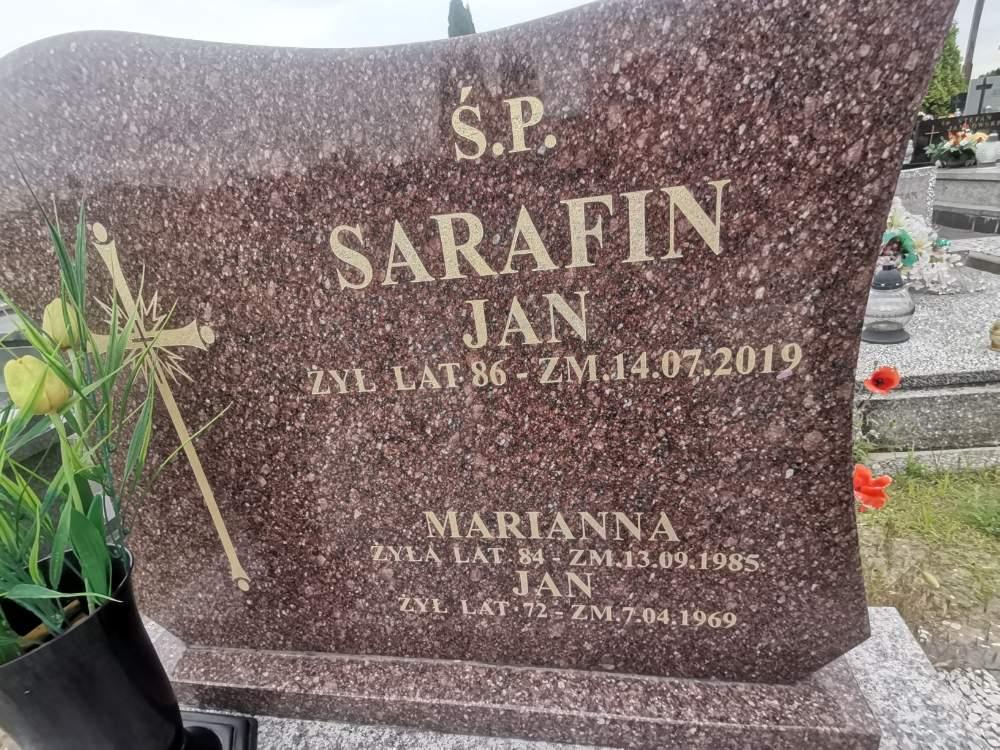 Ś.P.
SARAFIN
JAN
ŻYŁ LAT 86 - ZM.14.07.2019
MARIANNA
ŻYŁA LAT 84 - ZM.13.09.1985
JAN
ŻYŁ LAT 72 - ZM.7.04.1969